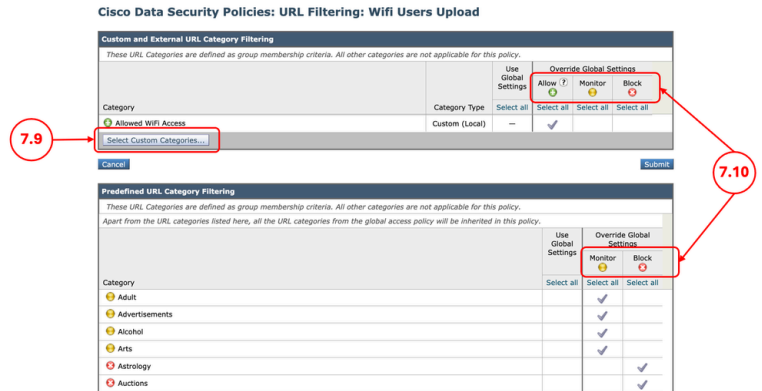 Cisco Data Security Policies: URL Filtering: Wifi Users Upload
Custom and External URL Category Filtering
These URL Categories are defined as group membership criteria. All other categories are not applicable for this policy.
Use Global Settings
Override Global Settings
Allow ?
Monitor
Block
Category
Category Type
Select all
Select all
Select all
Select all
Allowed WiFi Access
Custom (Local)
—
7.9
Select Custom Categories...
Cancel
Submit
7.10
Predefined URL Category Filtering
These URL Categories are defined as group membership criteria. All other categories are not applicable for this policy.
Apart from the URL categories listed here, all the URL categories from the global access policy will be inherited in this policy.
Use Global Settings
Override Global Settings
Monitor
Block
Category
Select all
Select all
Select all
Adult
Advertisements
Alcohol
Arts
Astrology
Auctions